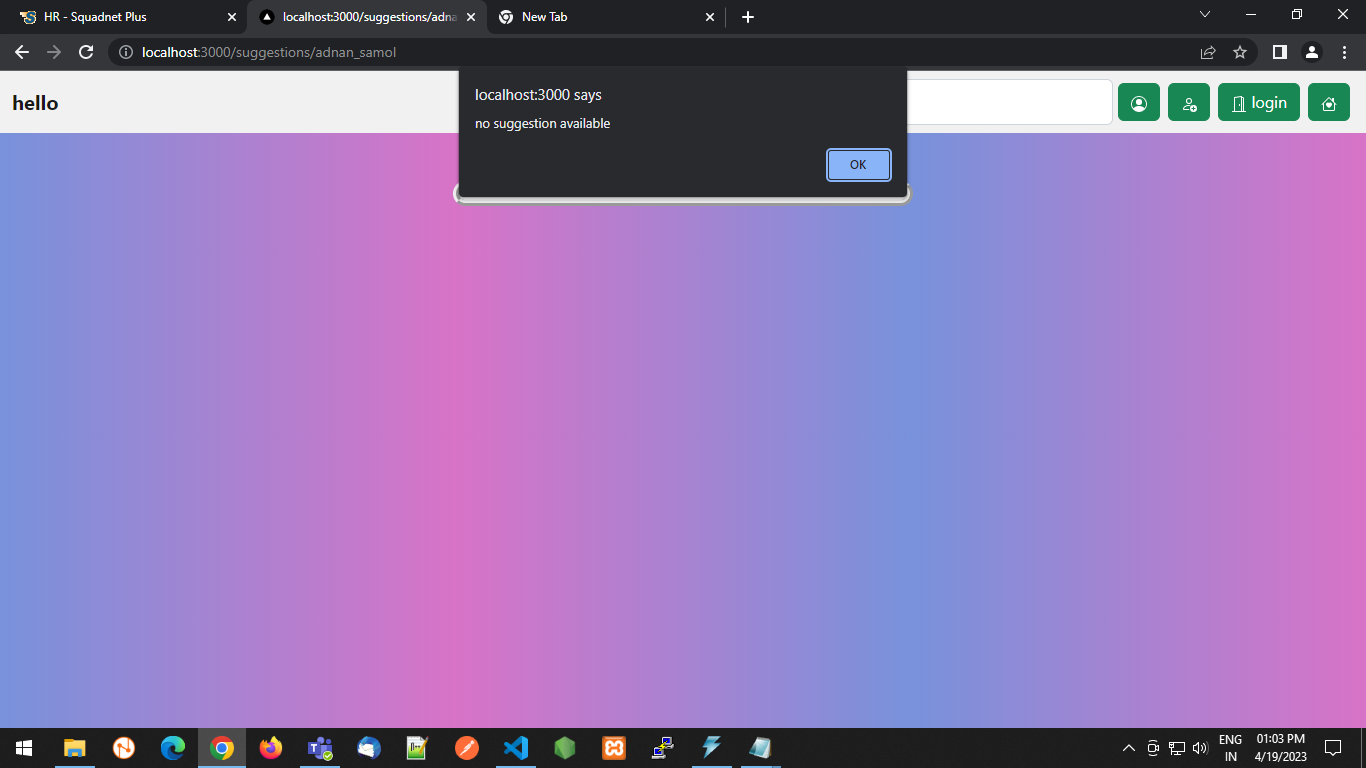 HR - Squadnet Plus
localhost:3000/suggestions/adna
New Tab
localhost:3000/suggestions/adnan_samol
hello
localhost:3000 says
no suggestion available
OK
login
ENG
IN
01:03 PM
4/19/2023